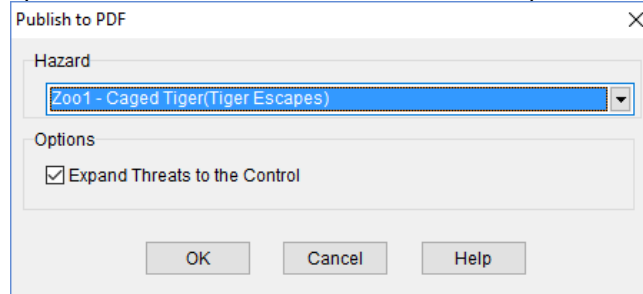 Publish to PDF
Hazard
Zoo1 - Caged Tiger(Tiger Escapes)
Options
Expand Threats to the Control
OK Cancel Help